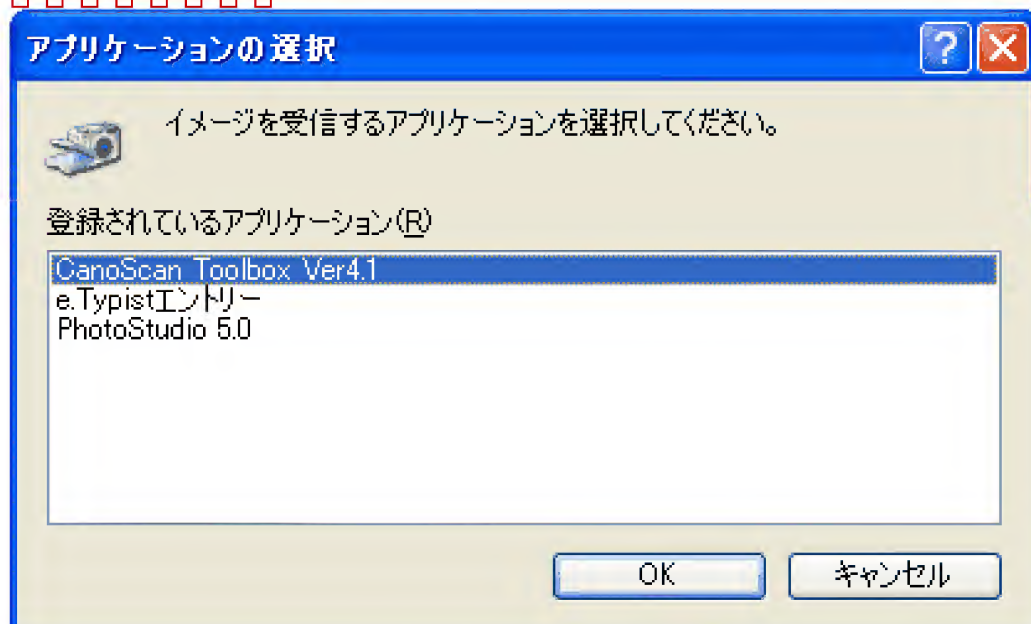 アプリケーションの選択
イメージを受信するアプリケーションを選択してください。
登録されているアプリケーション(R)
CanoScan Toolbox Ver4.1
e.Typistエントリー
PhotoStudio 5.0
OK キャンセル